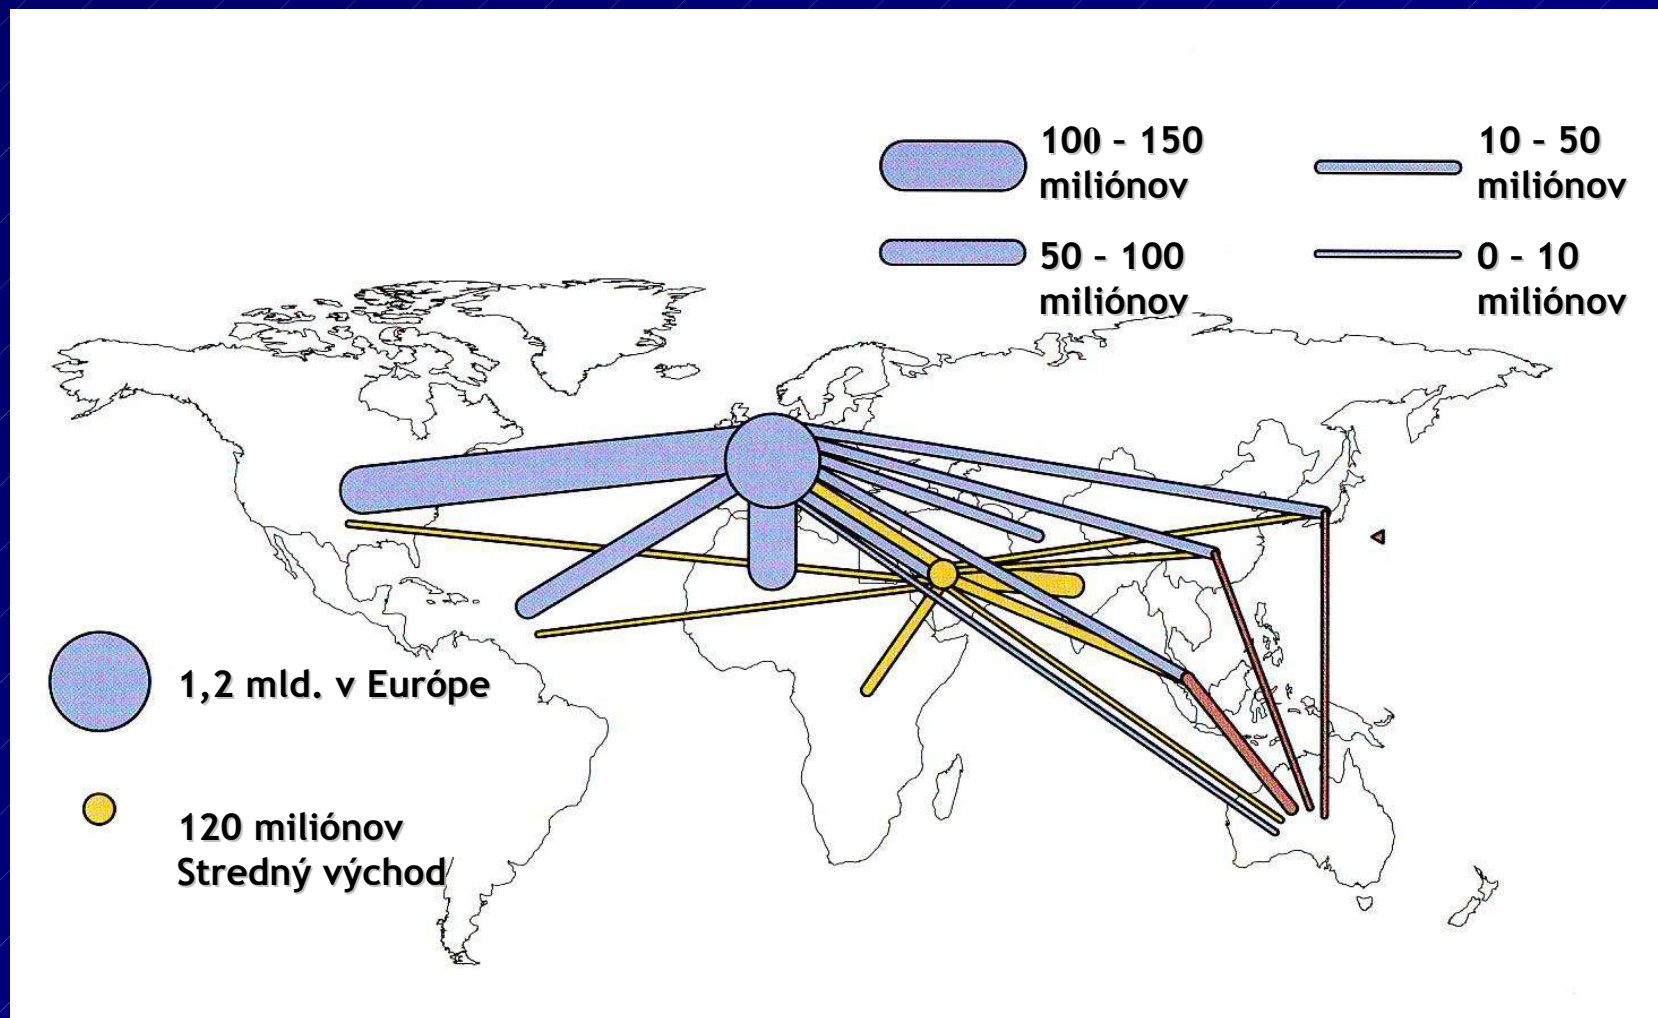 100 – 150
miliónov
10 – 50
miliónov
50 – 100
miliónov
0 – 10
miliónov
1,2 mld. v Európe
120 miliónov
Stredný východ